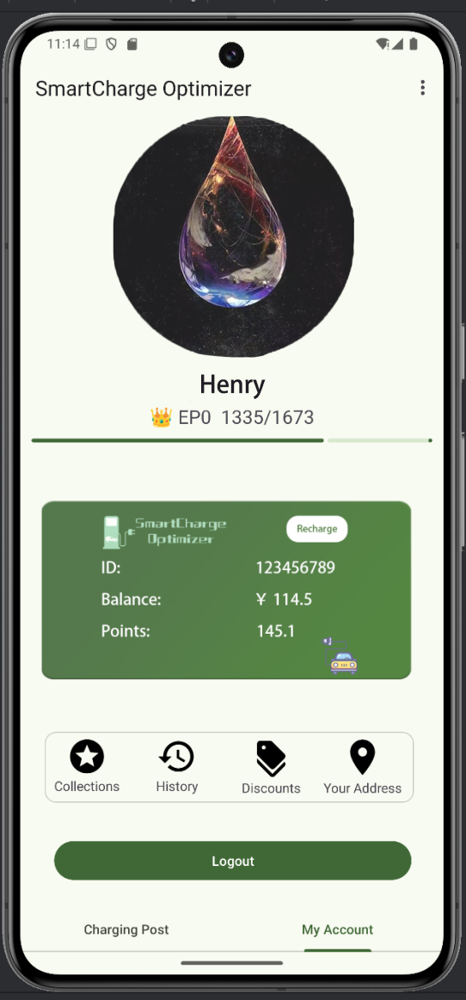 11:14
SmartCharge Optimizer
Henry
👑 EP0 1335/1673
SmartCharge
Optimizer
Recharge
ID: 123456789
Balance: ¥ 114.5
Points: 145.1
Collections History Discounts Your Address
Logout
Charging Post My Account